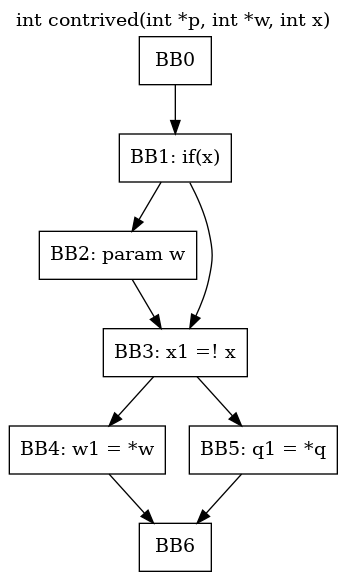 int contrived(int *p, int *w, int x)
BB0
BB1: if(x)
BB2: param w
BB3: x1 =! x
BB4: w1 = *w
BB5: q1 = *q
BB6